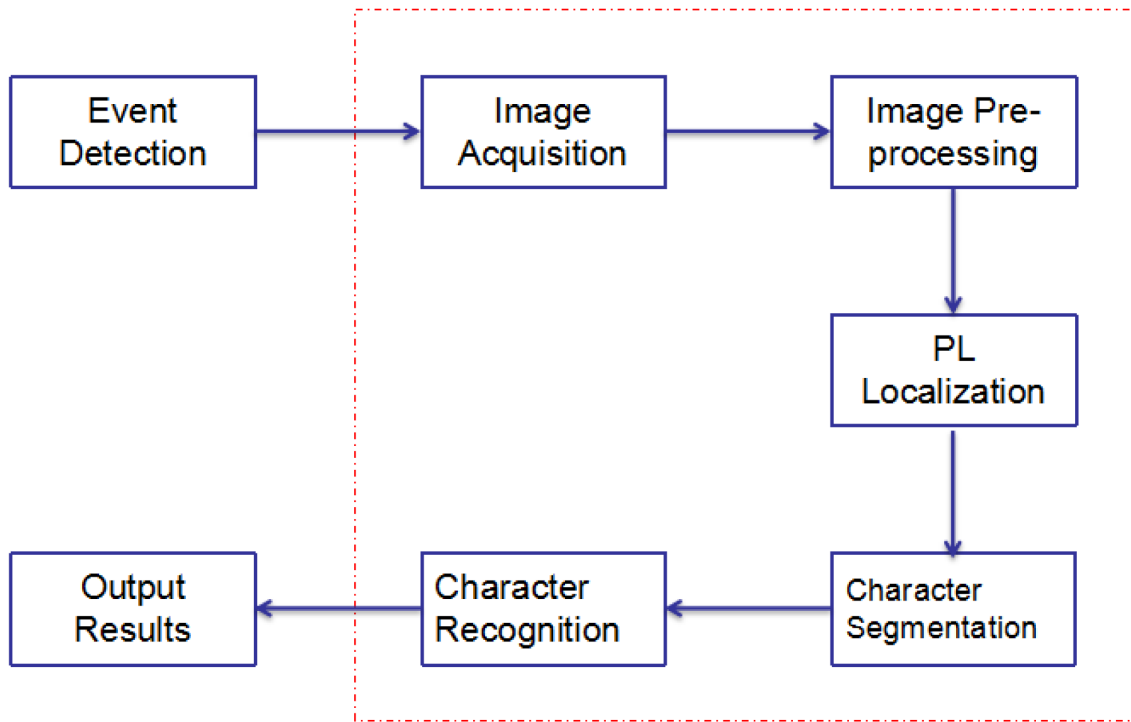 Event
Detection
Image
Acquisition
Image Pre-
processing
PL
Localization
Character
Segmentation
Character
Recognition
Output
Results